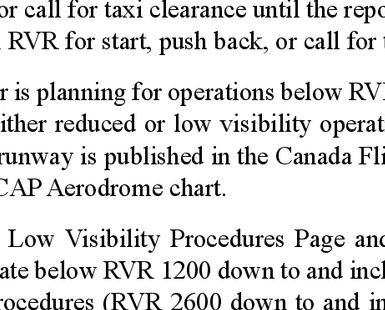 or call for taxi clearance until the repo
RVR for start, push back, or call for
r is planning for operations below RV
ither reduced or low visibility operat
runway is published in the Canada Fli
CAP Aerodrome chart.
Low Visibility Procedures Page and
ate below RVR 1200 down to and incl
rocedures (RVR 2600 down to and in